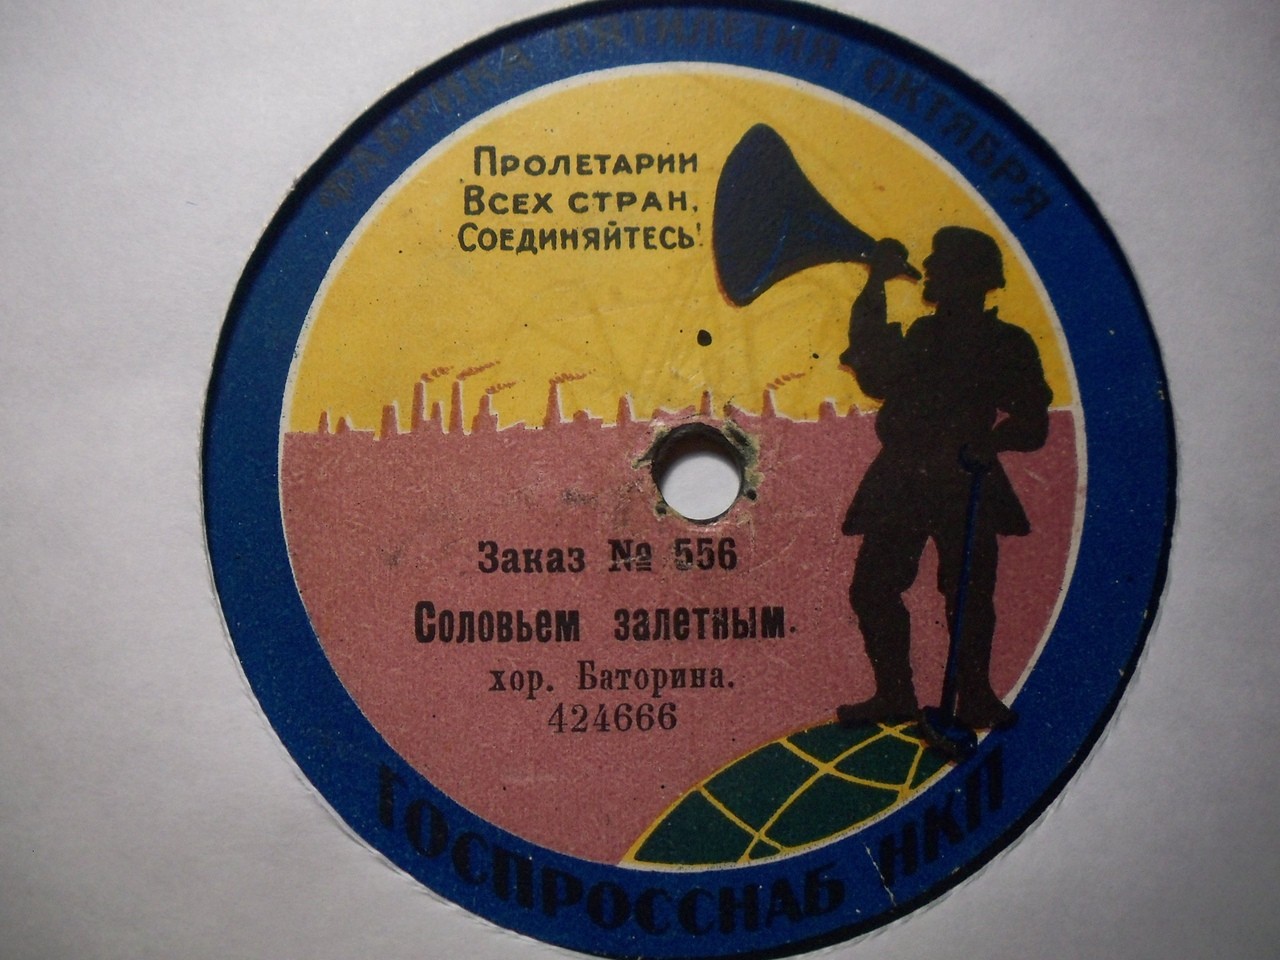 ФАБРИКА ПЯТИЛЕТИЯ ОКТЯБРЯ
Пролетарии
Всех стран,
Соединяйтесь!
Заказ № 556
Соловьем залетным.
хор. Баторина.
424666
ГОСПРОССНАБ НКП